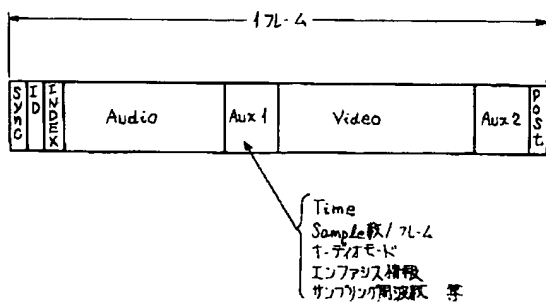 1フレーム
Sync
ID
INDEX
Audio
Aux 1
Video
Aux 2
Post
Time
Sample数/フレーム
オーディオモード
エンファシス情報
サンプリング周波数 等